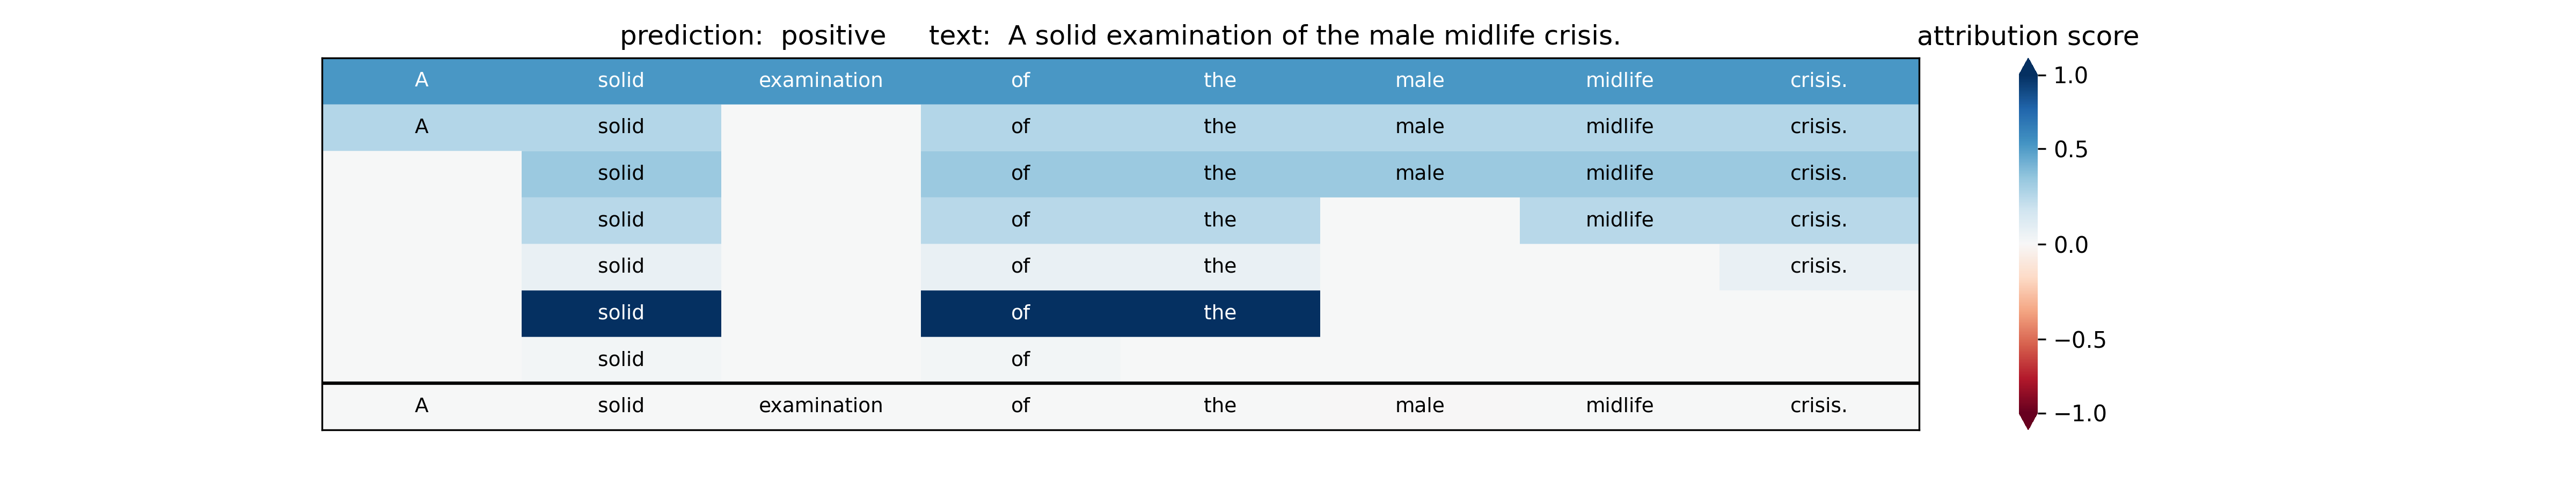 prediction: positive text: A solid examination of the male midlife crisis.
attribution score
A solid examination of the male midlife crisis.
A solid of the male midlife crisis.
solid of the male midlife crisis.
solid of the midlife crisis.
solid of the crisis.
solid of the
solid of
A solid examination of the male midlife crisis.
1.0
0.5
0.0
−0.5
−1.0